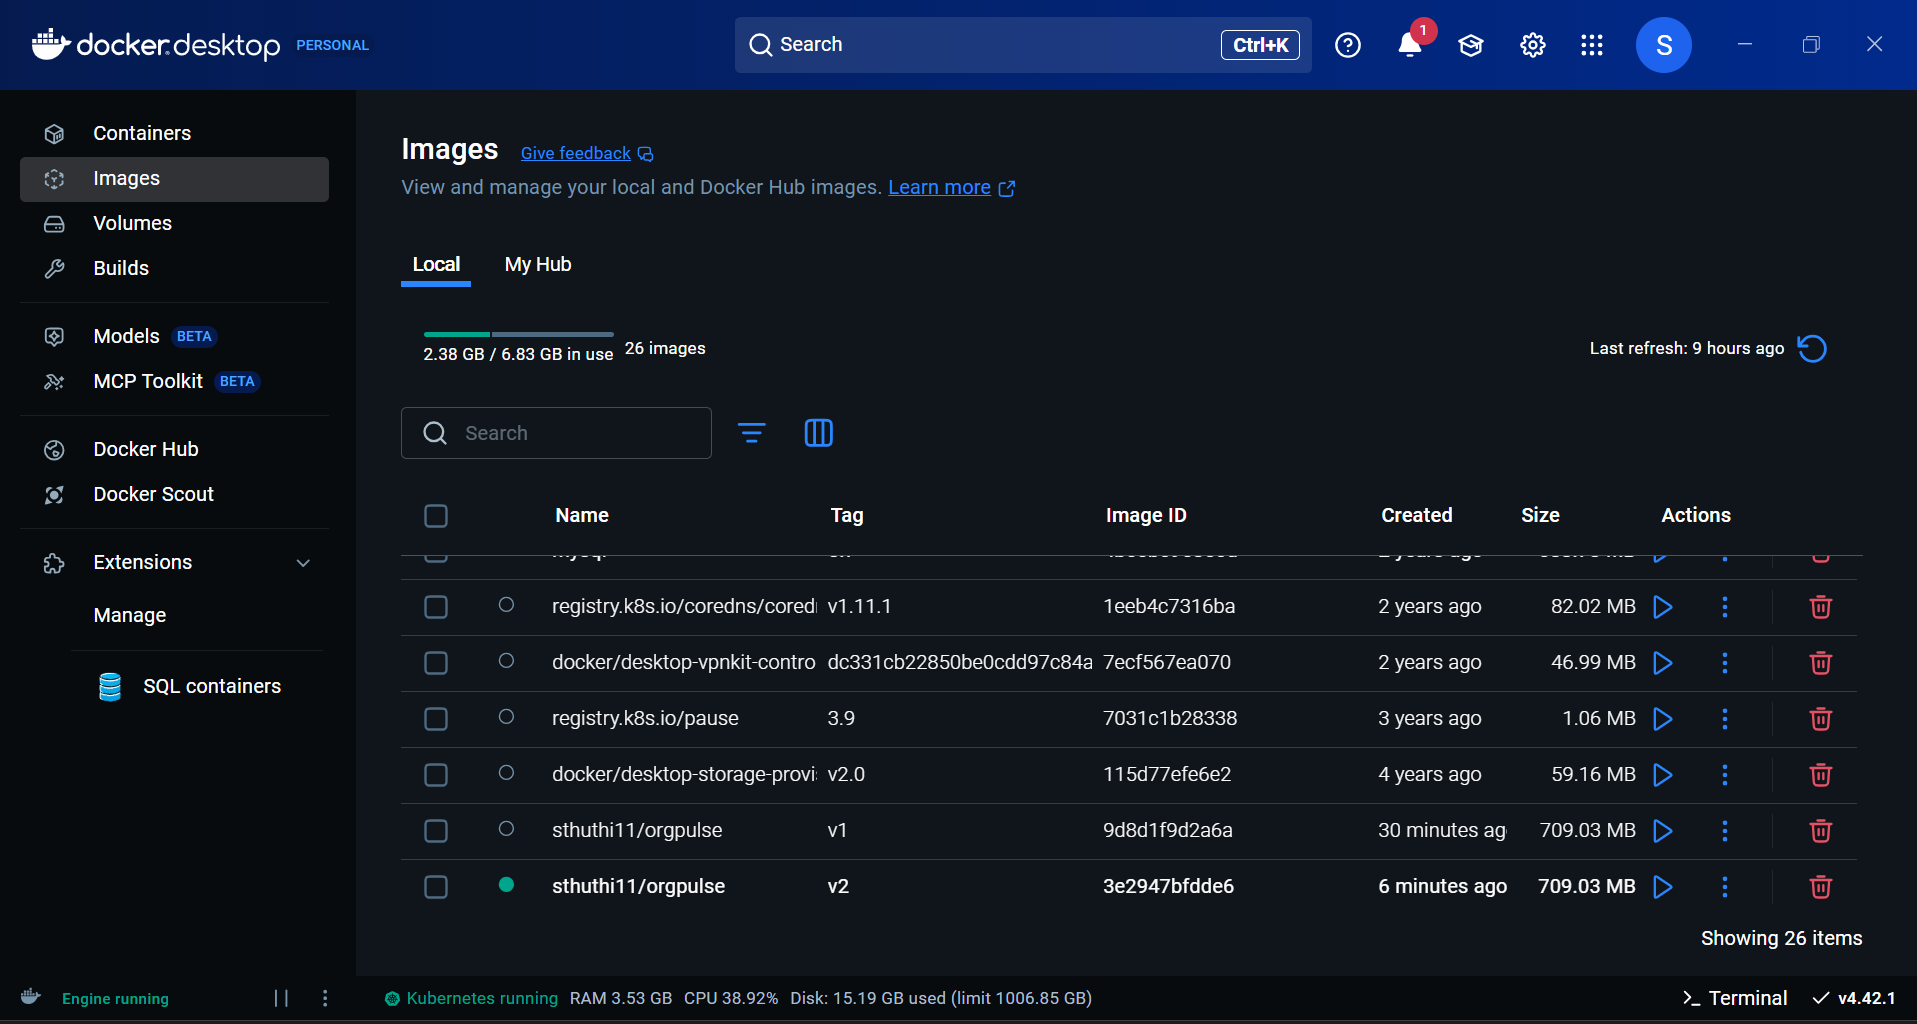 docker.desktop PERSONAL
Search
Ctrl+K
1
S
Containers
Images
Volumes
Builds
Models BETA
MCP Toolkit BETA
Docker Hub
Docker Scout
Extensions
Manage
SQL containers
Images Give feedback
View and manage your local and Docker Hub images. Learn more
Local My Hub
2.38 GB / 6.83 GB in use 26 images
Last refresh: 9 hours ago
Search
Name Tag Image ID Created Size Actions
registry.k8s.io/coredns/coredn v1.11.1 1eeb4c7316ba 2 years ago 82.02 MB
docker/desktop-vpnkit-contro dc331cb22850be0cdd97c84a 7ecf567ea070 2 years ago 46.99 MB
registry.k8s.io/pause 3.9 7031c1b28338 3 years ago 1.06 MB
docker/desktop-storage-provi v2.0 115d77efe6e2 4 years ago 59.16 MB
sthuthi11/orgpulse v1 9d8d1f9d2a6a 30 minutes ag 709.03 MB
sthuthi11/orgpulse v2 3e2947bfdde6 6 minutes ago 709.03 MB
Showing 26 items
Engine running
Kubernetes running RAM 3.53 GB CPU 38.92% Disk: 15.19 GB used (limit 1006.85 GB)
Terminal v4.42.1